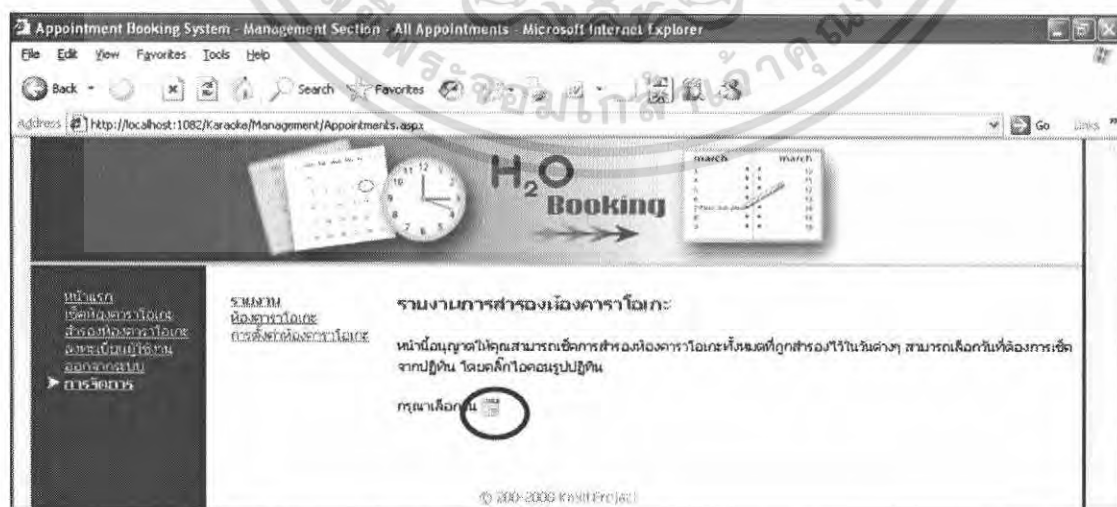 Appointment Booking System - Management Section - All Appointments - Microsoft Internet Explorer
File Edit View Favorites Tools Help
Back Search Favorites
Address http://localhost:1082/Karaoke/Management/Appointments.aspx Go Links »
march march
H2O
Booking
หน้าแรก
เช็คห้องคาราโอเกะ
สำรองห้องคาราโอเกะ
ลงทะเบียนผู้ใช้งาน
ออกจากระบบ
การจัดการ
รายงาน
ห้องคาราโอเกะ
การตั้งค่าห้องคาราโอเกะ
รายงานการสำรองห้องคาราโอเกะ
หน้านี้อนุญาตให้คุณสามารถเช็คการสำรองห้องคาราโอเกะทั้งหมดที่ถูกสำรองไว้ในวันต่างๆ สามารถเลือกวันที่ต้องการเช็ค
จากปฏิทิน โดยคลิ๊กไอคอนรูปปฏิทิน
กรุณาเลือกวัน
พระจอมเกล้าเจ้าคุณ